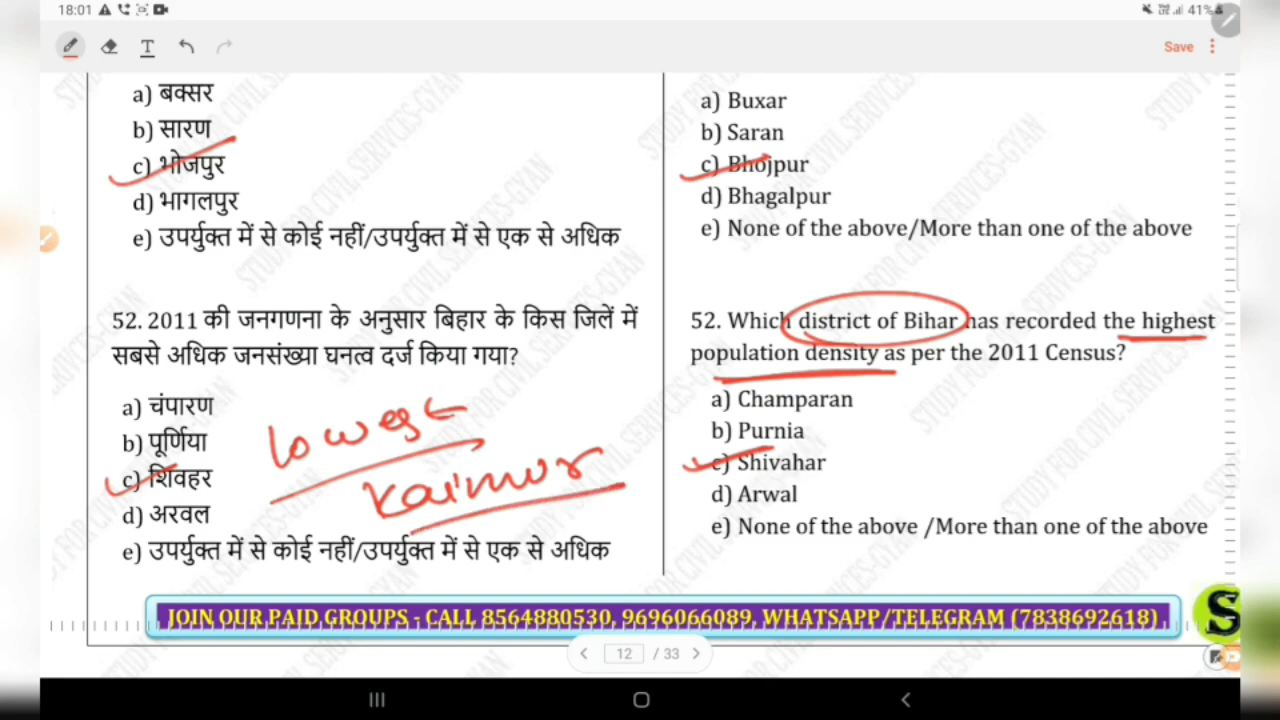 18:01
41%
T
Save
a) बक्सर
b) सारण
c) भोजपुर
d) भागलपुर
e) उपर्युक्त में से कोई नहीं/उपर्युक्त में से एक से अधिक
52. 2011 की जनगणना के अनुसार बिहार के किस जिलें में
सबसे अधिक जनसंख्या घनत्व दर्ज किया गया?
a) चंपारण
b) पूर्णिया
c) शिवहर
d) अरवल
e) उपर्युक्त में से कोई नहीं/उपर्युक्त में से एक से अधिक
lowest
Kaimur
a) Buxar
b) Saran
c) Bhojpur
d) Bhagalpur
e) None of the above/More than one of the above
52. Which district of Bihar has recorded the highest
population density as per the 2011 Census?
a) Champaran
b) Purnia
c) Shivahar
d) Arwal
e) None of the above /More than one of the above
JOIN OUR PAID GROUPS - CALL 8564880530, 9696066089, WHATSAPP/TELEGRAM (7838692618)
S
12 / 33